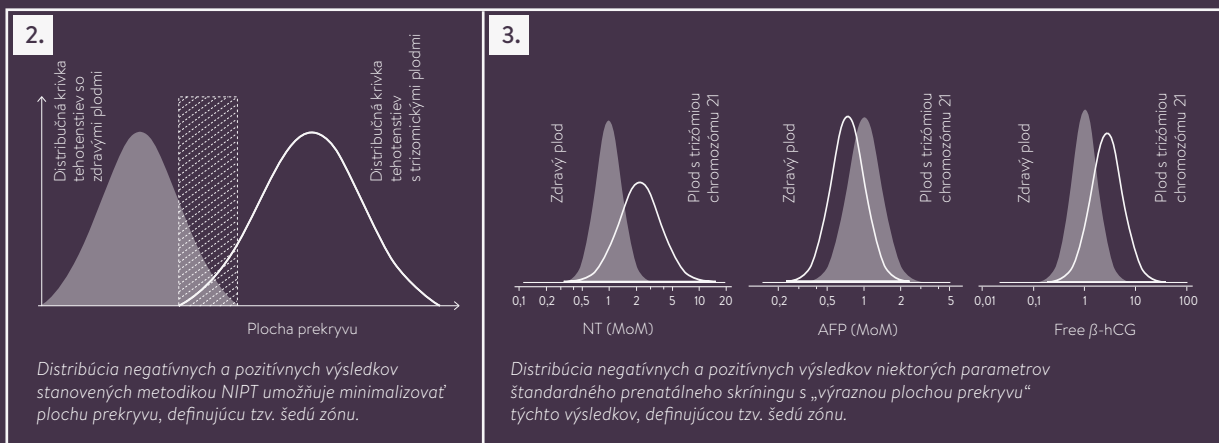 2.
Distribučná krivka
tehotenstiev so
zdravými plodmi
Distribučná krivka
tehotenstiev
s trizomickými plodmi
Plocha prekryvu
Distribúcia negatívnych a pozitívnych výsledkov
stanovených metodikou NIPT umožňuje minimalizovať
plochu prekryvu, definujúcu tzv. šedú zónu.
3.
Zdravý plod
Plod s trizómiou
chromozómu 21
0,1 0,2 0,5 1 2 5 10 20
NT (MoM)
Zdravý plod
Plod s trizómiou
chromozómu 21
0,2 0,5 1 2 5
AFP (MoM)
Zdravý plod
Plod s trizómiou
chromozómu 21
0,01 0,1 1 10 100
Free β-hCG
Distribúcia negatívnych a pozitívnych výsledkov niektorých parametrov
štandardného prenatálneho skríningu s „výraznou plochou prekryvu“
týchto výsledkov, definujúcou tzv. šedú zónu.